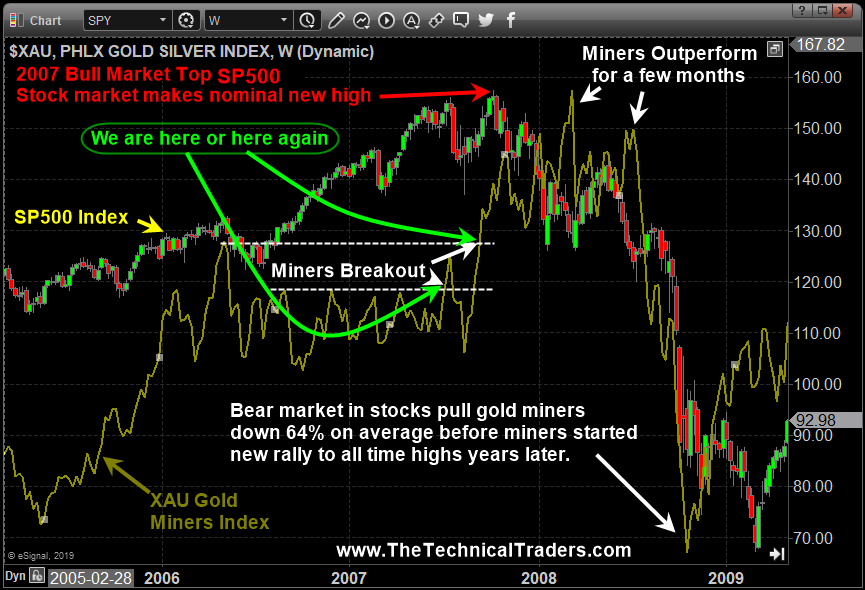 Chart
SPY
W
$XAU, PHLX GOLD SILVER INDEX, W (Dynamic)
2007 Bull Market Top SP500
Stock market makes nominal new high
Miners Outperform
for a few months
We are here or here again
SP500 Index
Miners Breakout
Bear market in stocks pull gold miners
down 64% on average before miners started
new rally to all time highs years later.
XAU Gold
Miners Index
www.TheTechnicalTraders.com
© eSignal, 2019
167.82
160.00
150.00
140.00
130.00
120.00
110.00
100.00
92.98
90.00
80.00
70.00
Dyn
2005-02-28
2006
2007
2008
2009